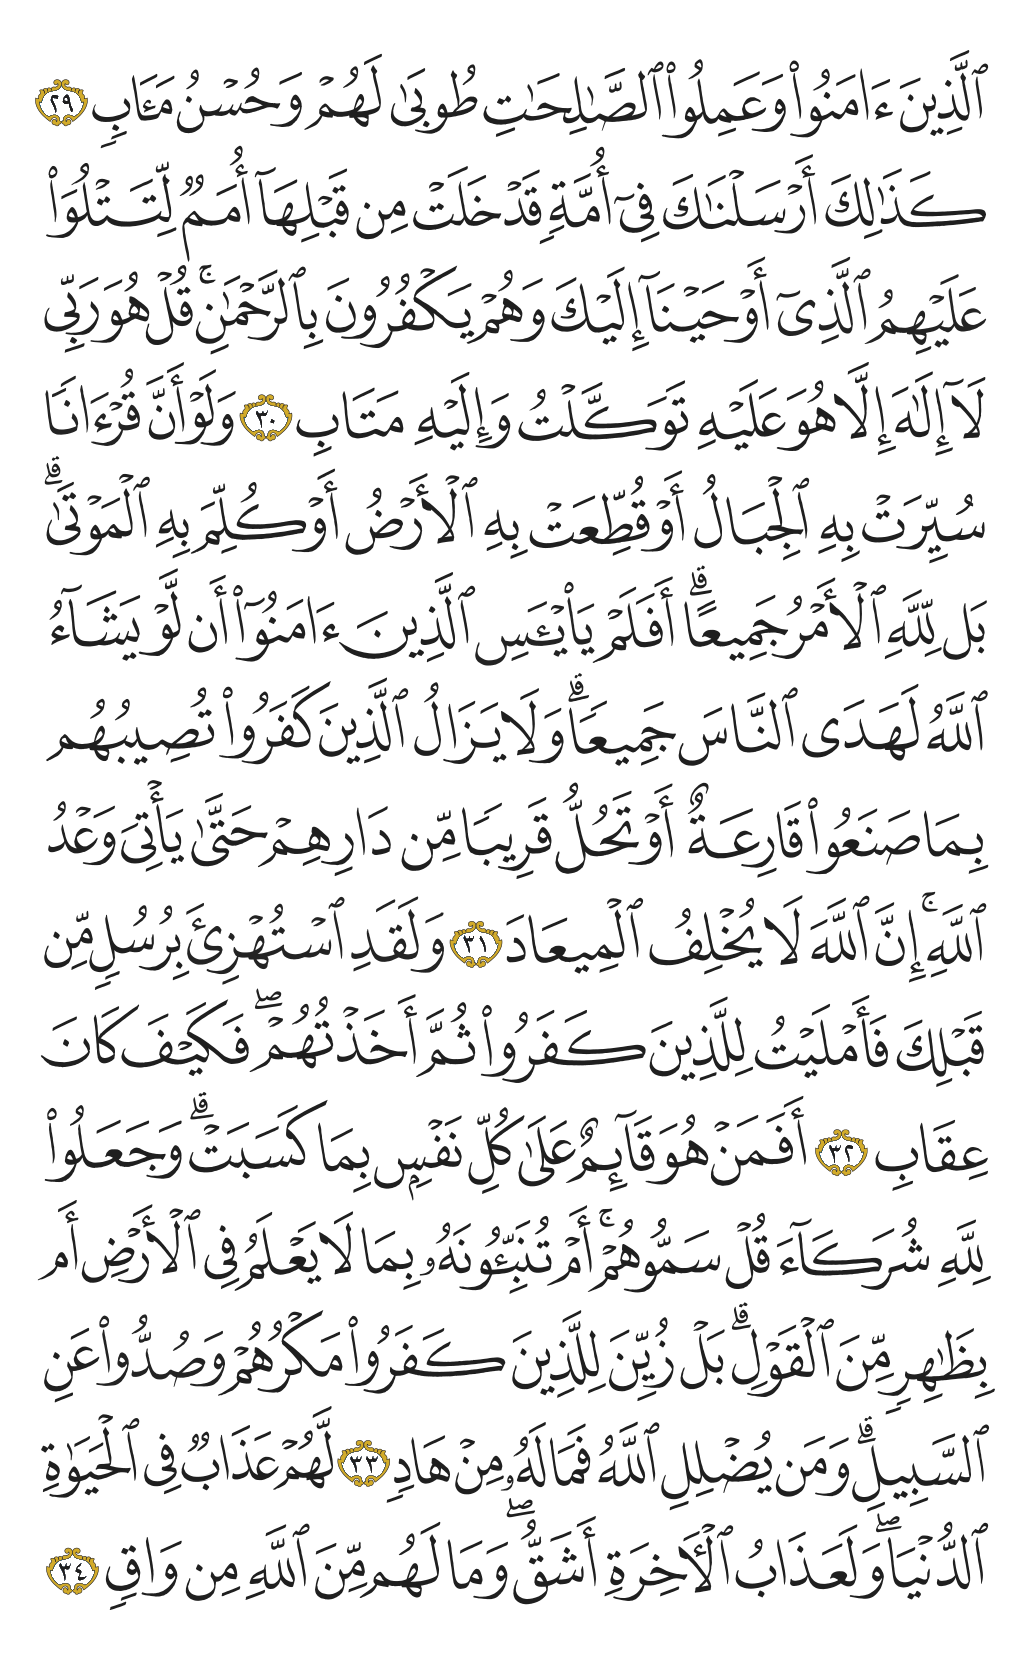 ٱلَّذِينَ ءَامَنُوا۟ وَعَمِلُوا۟ ٱلصَّـٰلِحَـٰتِ طُوبَىٰ لَهُمْ وَحُسْنُ مَـَٔابٍ ٢٩
كَذَٰلِكَ أَرْسَلْنَـٰكَ فِىٓ أُمَّةٍ قَدْ خَلَتْ مِن قَبْلِهَآ أُمَمٌ لِّتَتْلُوَا۟
عَلَيْهِمُ ٱلَّذِىٓ أَوْحَيْنَآ إِلَيْكَ وَهُمْ يَكْفُرُونَ بِٱلرَّحْمَـٰنِ ۚ قُلْ هُوَ رَبِّى
لَآ إِلَـٰهَ إِلَّا هُوَ عَلَيْهِ تَوَكَّلْتُ وَإِلَيْهِ مَتَابِ ٣٠ وَلَوْ أَنَّ قُرْءَانًا
سُيِّرَتْ بِهِ ٱلْجِبَالُ أَوْ قُطِّعَتْ بِهِ ٱلْأَرْضُ أَوْ كُلِّمَ بِهِ ٱلْمَوْتَىٰ ۗ
بَل لِّلَّهِ ٱلْأَمْرُ جَمِيعًا ۗ أَفَلَمْ يَا۟يْـَٔسِ ٱلَّذِينَ ءَامَنُوٓا۟ أَن لَّوْ يَشَآءُ
ٱللَّهُ لَهَدَى ٱلنَّاسَ جَمِيعًا ۗ وَلَا يَزَالُ ٱلَّذِينَ كَفَرُوا۟ تُصِيبُهُم
بِمَا صَنَعُوا۟ قَارِعَةٌ أَوْ تَحُلُّ قَرِيبًا مِّن دَارِهِمْ حَتَّىٰ يَأْتِىَ وَعْدُ
ٱللَّهِ ۚ إِنَّ ٱللَّهَ لَا يُخْلِفُ ٱلْمِيعَادَ ٣١ وَلَقَدِ ٱسْتُهْزِئَ بِرُسُلٍ مِّن
قَبْلِكَ فَأَمْلَيْتُ لِلَّذِينَ كَفَرُوا۟ ثُمَّ أَخَذْتُهُمْ ۖ فَكَيْفَ كَانَ
عِقَابِ ٣٢ أَفَمَنْ هُوَ قَآئِمٌ عَلَىٰ كُلِّ نَفْسٍۭ بِمَا كَسَبَتْ ۗ وَجَعَلُوا۟
لِلَّهِ شُرَكَآءَ قُلْ سَمُّوهُمْ ۚ أَمْ تُنَبِّـُٔونَهُۥ بِمَا لَا يَعْلَمُ فِى ٱلْأَرْضِ أَم
بِظَـٰهِرٍ مِّنَ ٱلْقَوْلِ ۗ بَلْ زُيِّنَ لِلَّذِينَ كَفَرُوا۟ مَكْرُهُمْ وَصُدُّوا۟ عَنِ
ٱلسَّبِيلِ ۗ وَمَن يُضْلِلِ ٱللَّهُ فَمَا لَهُۥ مِنْ هَادٍ ٣٣ لَّهُمْ عَذَابٌ فِى ٱلْحَيَوٰةِ
ٱلدُّنْيَا ۖ وَلَعَذَابُ ٱلْـَٔاخِرَةِ أَشَقُّ ۖ وَمَا لَهُم مِّنَ ٱللَّهِ مِن وَاقٍ ٣٤